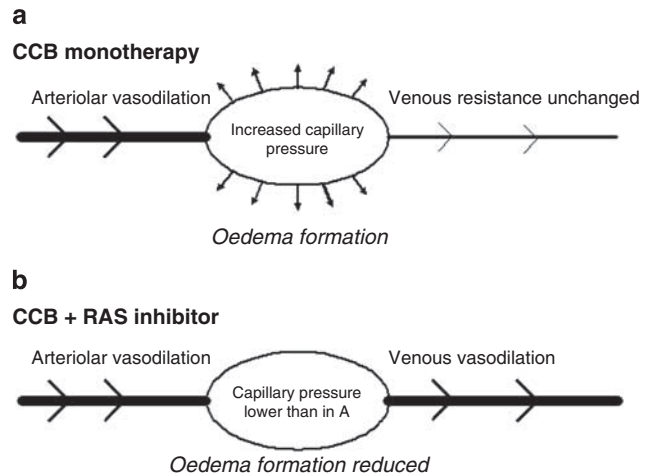 a
CCB monotherapy
Arteriolar vasodilation
Venous resistance unchanged
Increased capillary
pressure
Oedema formation
b
CCB + RAS inhibitor
Arteriolar vasodilation
Venous vasodilation
Capillary pressure
lower than in A
Oedema formation reduced